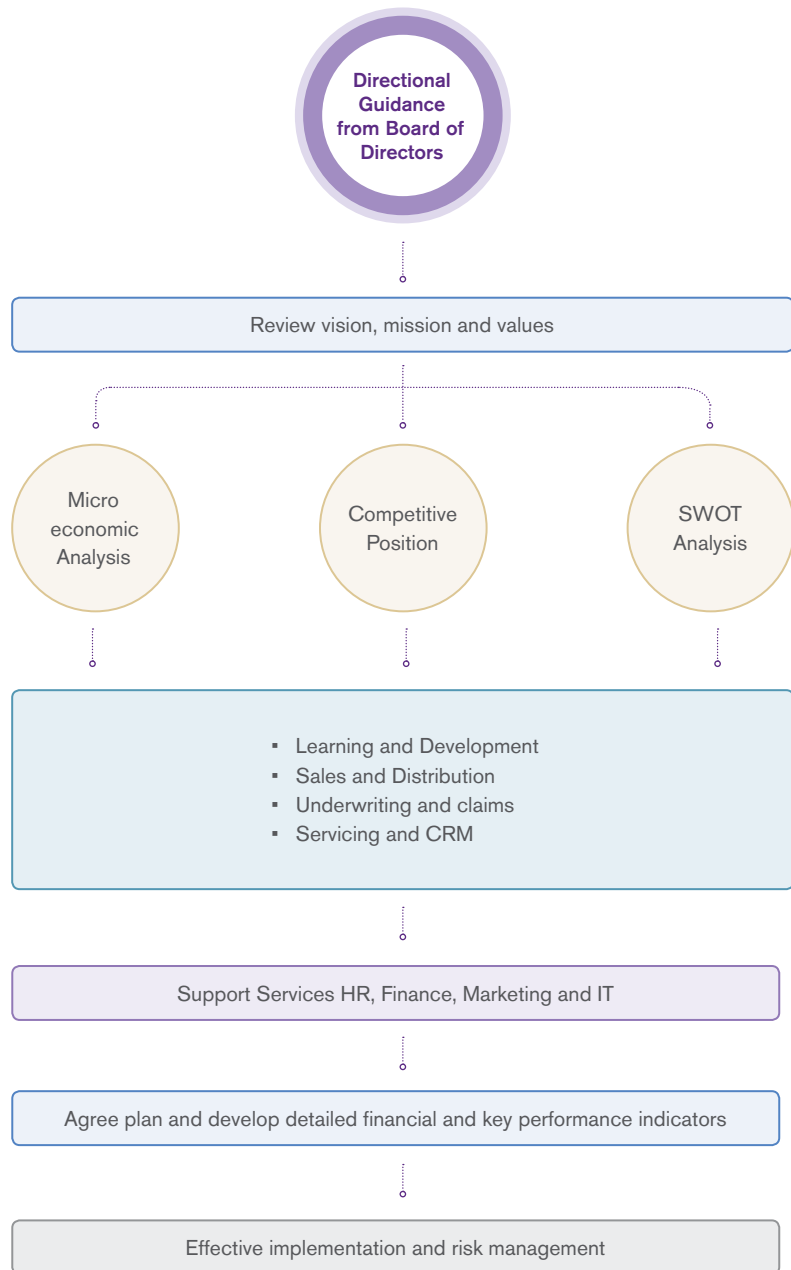 Directional
Guidance
from Board of
Directors
Review vision, mission and values
Micro
economic
Analysis
Competitive
Position
SWOT
Analysis
▪ Learning and Development
▪ Sales and Distribution
▪ Underwriting and claims
▪ Servicing and CRM
Support Services HR, Finance, Marketing and IT
Agree plan and develop detailed financial and key performance indicators
Effective implementation and risk management